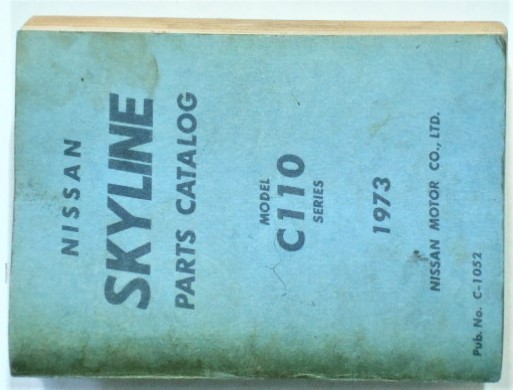 NISSAN
SKYLINE
PARTS CATALOG
MODEL
C110
SERIES
1973
NISSAN MOTOR CO., LTD.
Pub. No. C-1052